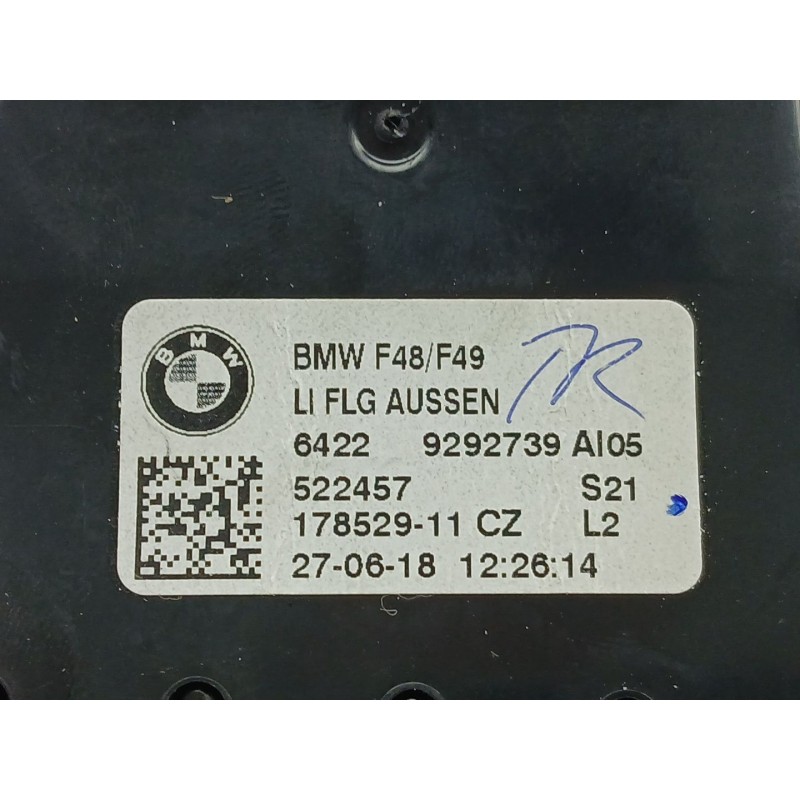 BMW
BMW F48/F49
LI FLG AUSSEN
6422 9292739 AI05
522457 S21
178529-11 CZ L2
27-06-18 12:26:14